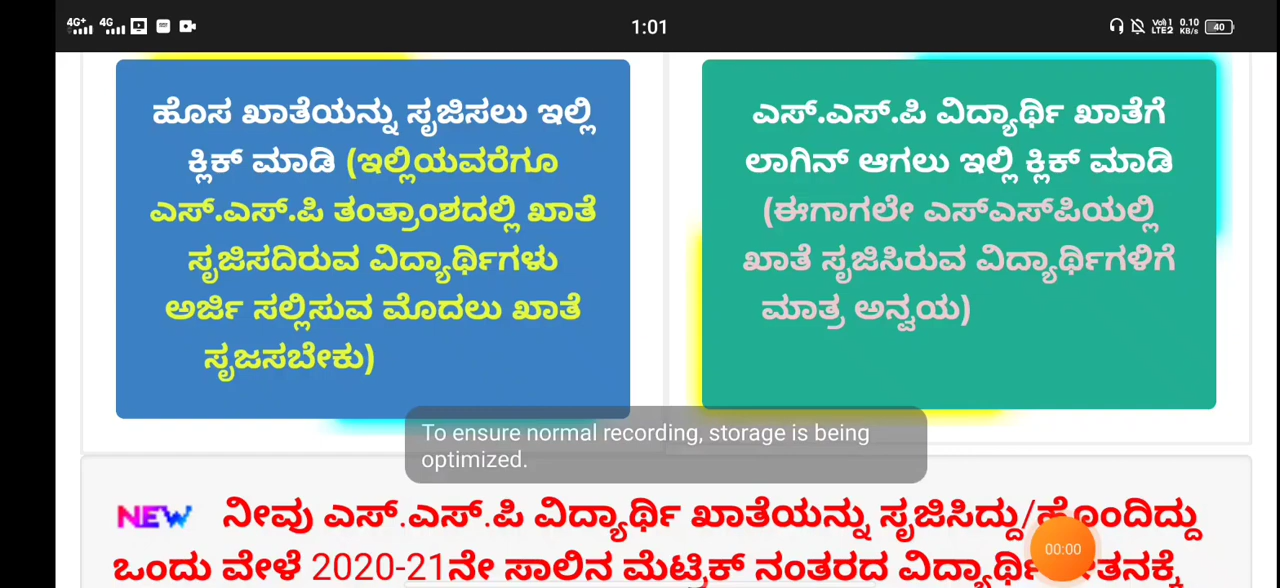 4G+ 4G 1:01 Vo) 1 LTE2 0.10 KB/s 40
ಹೊಸ ಖಾತೆಯನ್ನು ಸೃಜಿಸಲು ಇಲ್ಲಿ
ಕ್ಲಿಕ್ ಮಾಡಿ (ಇಲ್ಲಿಯವರೆಗೂ
ಎಸ್.ಎಸ್.ಪಿ ತಂತ್ರಾಂಶದಲ್ಲಿ ಖಾತೆ
ಸೃಜಿಸದಿರುವ ವಿದ್ಯಾರ್ಥಿಗಳು
ಅರ್ಜಿ ಸಲ್ಲಿಸುವ ಮೊದಲು ಖಾತೆ
ಸೃಜಸಬೇಕು)
ಎಸ್.ಎಸ್.ಪಿ ವಿದ್ಯಾರ್ಥಿ ಖಾತೆಗೆ
ಲಾಗಿನ್ ಆಗಲು ಇಲ್ಲಿ ಕ್ಲಿಕ್ ಮಾಡಿ
(ಈಗಾಗಲೇ ಎಸ್ಎಸ್‌ಪಿಯಲ್ಲಿ
ಖಾತೆ ಸೃಜಿಸಿರುವ ವಿದ್ಯಾರ್ಥಿಗಳಿಗೆ
ಮಾತ್ರ ಅನ್ವಯ)
To ensure normal recording, storage is being
optimized.
NEW ನೀವು ಎಸ್.ಎಸ್.ಪಿ ವಿದ್ಯಾರ್ಥಿ ಖಾತೆಯನ್ನು ಸೃಜಿಸಿದ್ದು/ಹೊಂದಿದ್ದು
ಒಂದು ವೇಳೆ 2020-21ನೇ ಸಾಲಿನ ಮೆಟ್ರಿಕ್ ನಂತರದ
00:00